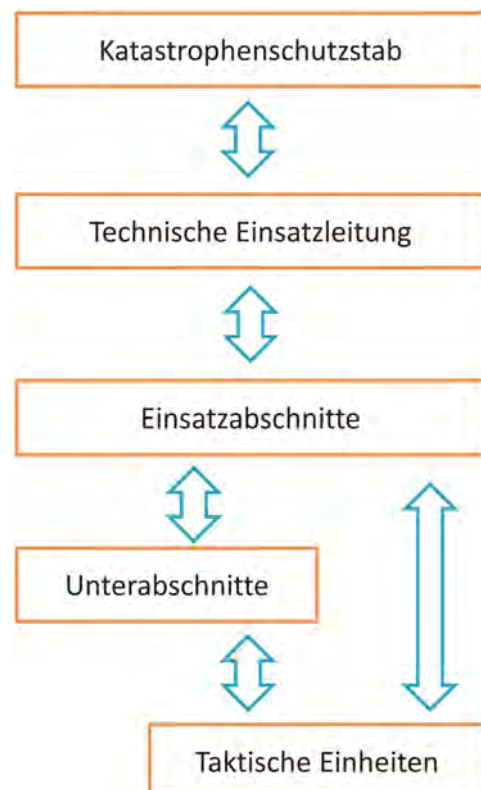 Katastrophenschutzstab
Technische Einsatzleitung
Einsatzabschnitte
Unterabschnitte
Taktische Einheiten